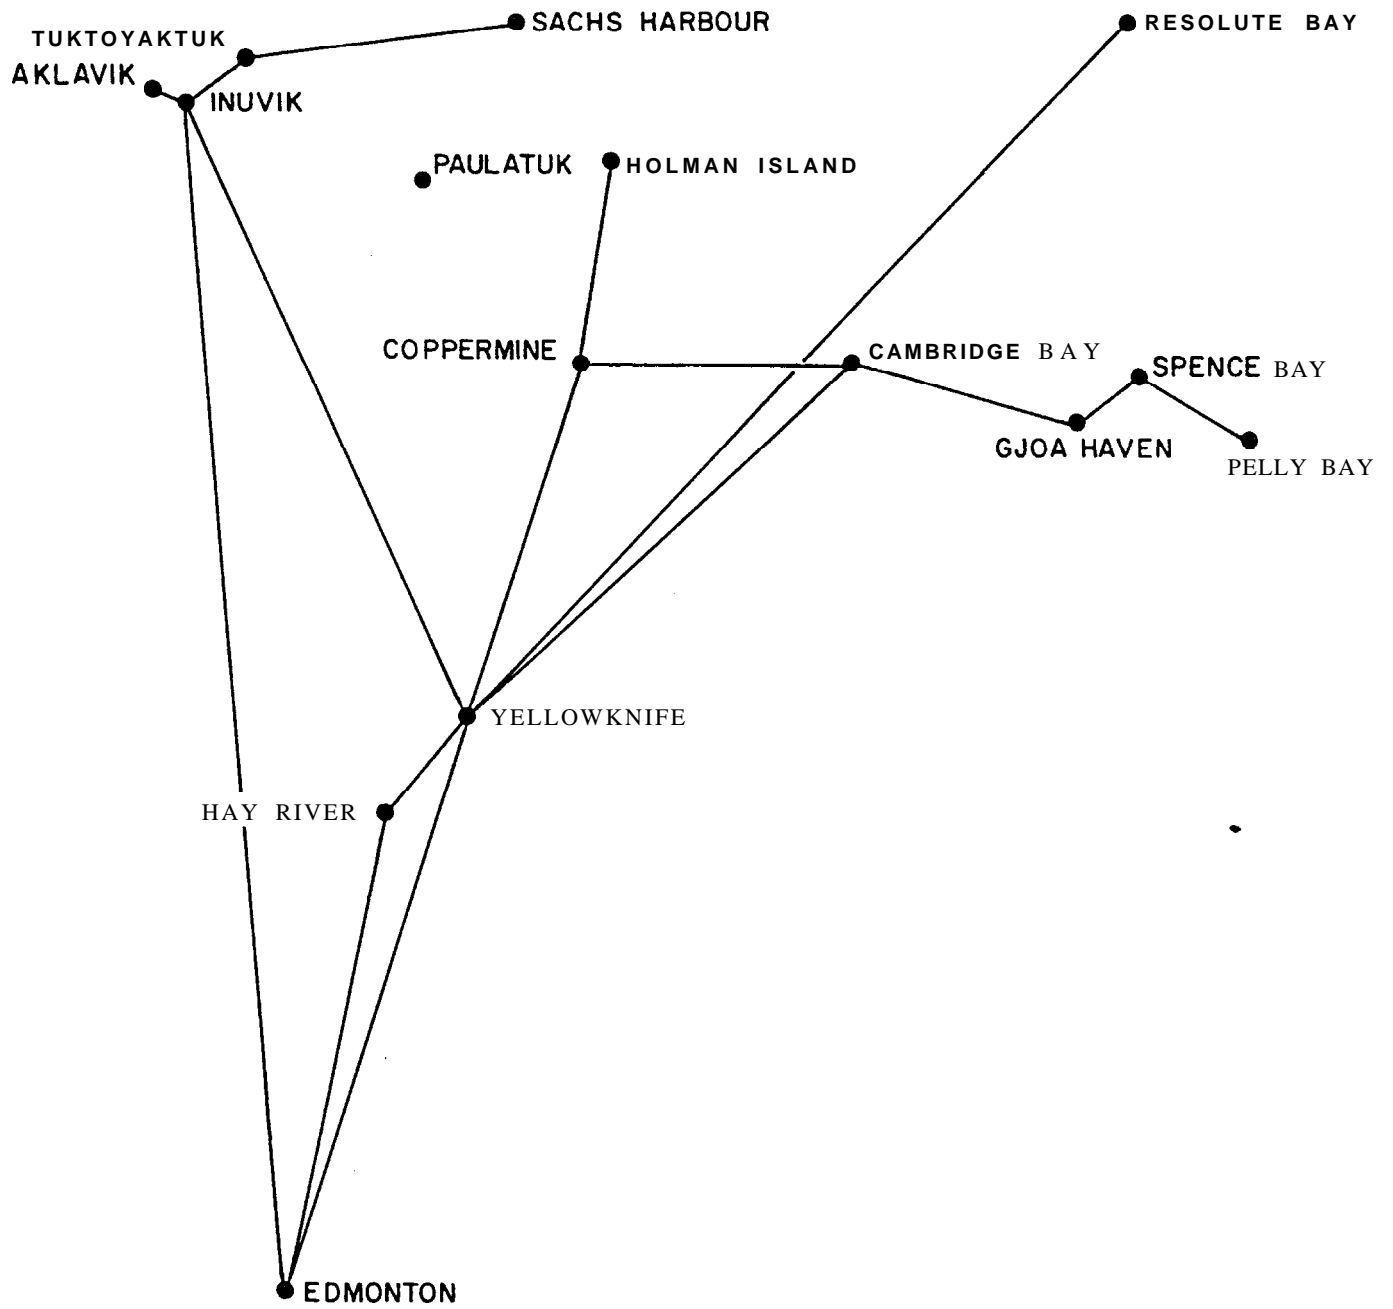 SACHS HARBOUR
RESOLUTE BAY
TUKTOYAKTUK
AKLAVIK
INUVIK
PAULATUK
HOLMAN ISLAND
COPPERMINE
CAMBRIDGE BAY
SPENCE BAY
GJOA HAVEN
PELLY BAY
YELLOWKNIFE
HAY RIVER
EDMONTON